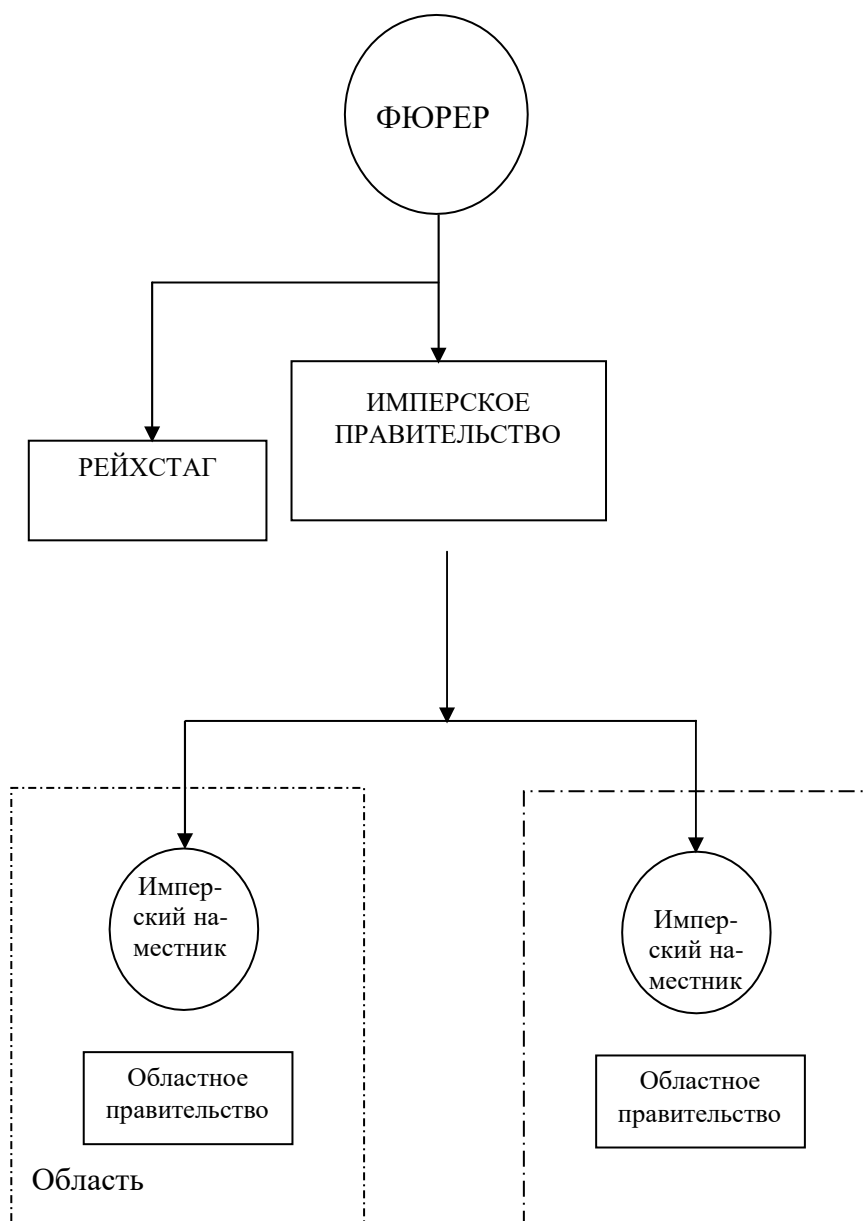 ФЮРЕР
ИМПЕРСКОЕ
ПРАВИТЕЛЬСТВО
РЕЙХСТАГ
Импер-
ский на-
местник
Импер-
ский на-
местник
Областное
правительство
Областное
правительство
Область